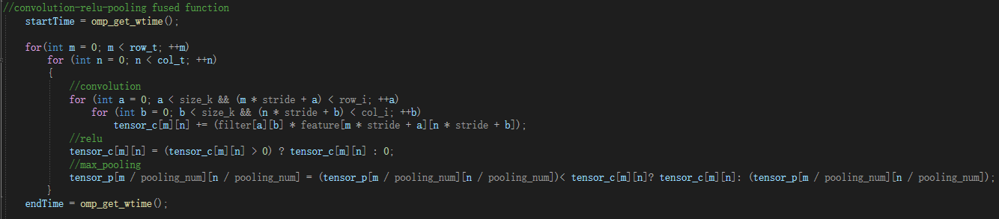 //convolution-relu-pooling fused function
startTime = omp_get_wtime();
for(int m = 0; m < row_t; ++m)
for (int n = 0; n < col_t; ++n)
{
//convolution
for (int a = 0; a < size_k && (m * stride + a) < row_i; ++a)
for (int b = 0; b < size_k && (n * stride + b) < col_i; ++b)
tensor_c[m][n] += (filter[a][b] * feature[m * stride + a][n * stride + b]);
//relu
tensor_c[m][n] = (tensor_c[m][n] > 0) ? tensor_c[m][n] : 0;
//max_pooling
tensor_p[m / pooling_num][n / pooling_num] = (tensor_p[m / pooling_num][n / pooling_num])< tensor_c[m][n]? tensor_c[m][n]: (tensor_p[m / pooling_num][n / pooling_num]);
}
endTime = omp_get_wtime();